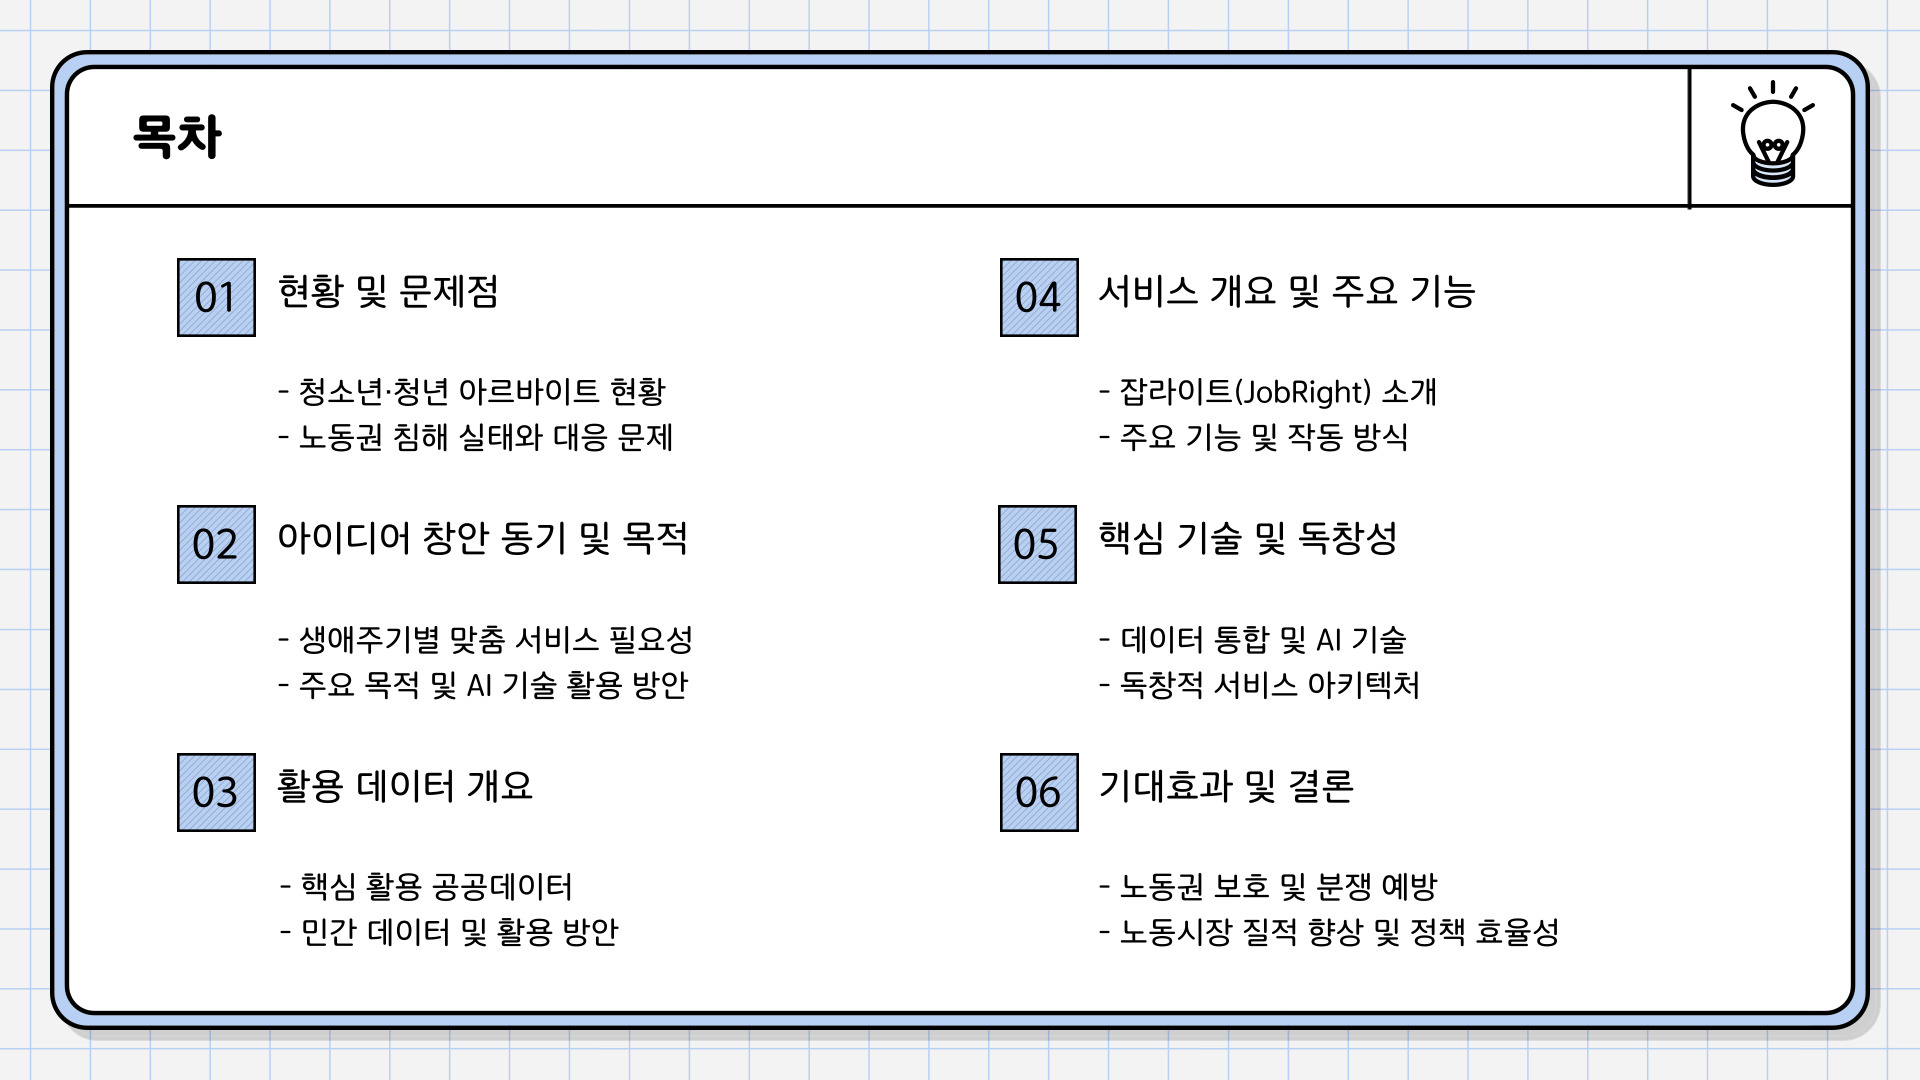 목차
01 현황 및 문제점
- 청소년·청년 아르바이트 현황
- 노동권 침해 실태와 대응 문제
02 아이디어 창안 동기 및 목적
- 생애주기별 맞춤 서비스 필요성
- 주요 목적 및 AI 기술 활용 방안
03 활용 데이터 개요
- 핵심 활용 공공데이터
- 민간 데이터 및 활용 방안
04 서비스 개요 및 주요 기능
- 잡라이트(JobRight) 소개
- 주요 기능 및 작동 방식
05 핵심 기술 및 독창성
- 데이터 통합 및 AI 기술
- 독창적 서비스 아키텍처
06 기대효과 및 결론
- 노동권 보호 및 분쟁 예방
- 노동시장 질적 향상 및 정책 효율성